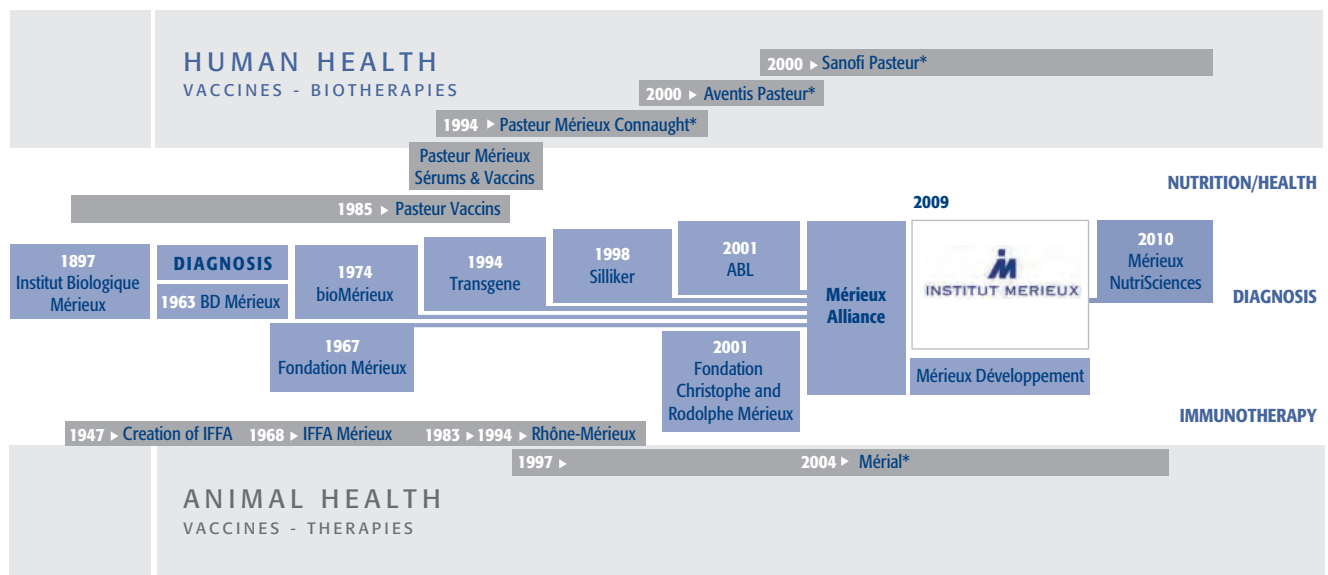 HUMAN HEALTH
VACCINES - BIOTHERAPIES
2000 ▸ Sanofi Pasteur*
2000 ▸ Aventis Pasteur*
1994 ▸ Pasteur Mérieux Connaught*
Pasteur Mérieux
Sérums & Vaccins
1985 ▸ Pasteur Vaccins
NUTRITION/HEALTH
1897
Institut Biologique
Mérieux
DIAGNOSIS
1963 BD Mérieux
1974
bioMérieux
1994
Transgene
1998
Silliker
2001
ABL
Mérieux
Alliance
2009
INSTITUT MERIEUX
2010
Mérieux
NutriSciences
DIAGNOSIS
1967
Fondation Mérieux
2001
Fondation
Christophe and
Rodolphe Mérieux
Mérieux Développement
IMMUNOTHERAPY
1947 ▸ Creation of IFFA 1968 ▸ IFFA Mérieux 1983 ▸ 1994 ▸ Rhône-Mérieux
1997 ▸ 2004 ▸ Mérial*
ANIMAL HEALTH
VACCINES - THERAPIES